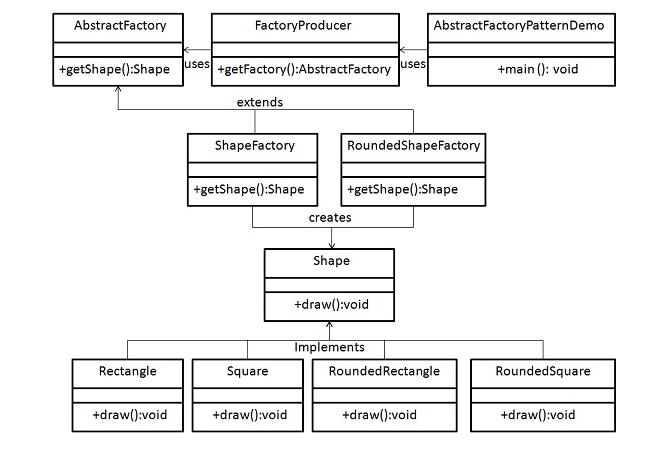 AbstractFactory
FactoryProducer
AbstractFactoryPatternDemo
+getShape():Shape
uses
+getFactory():AbstractFactory
uses
+main(): void
extends
ShapeFactory
RoundedShapeFactory
+getShape():Shape
+getShape():Shape
creates
Shape
+draw():void
Implements
Rectangle
Square
RoundedRectangle
RoundedSquare
+draw():void
+draw():void
+draw():void
+draw():void